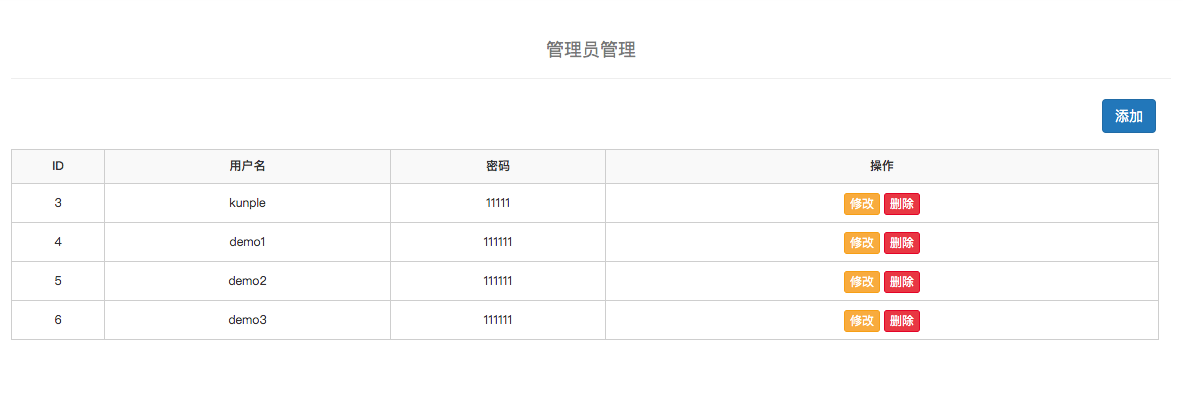 管理员管理
添加
ID 用户名 密码 操作
3 kunple 11111 修改 删除
4 demo1 111111 修改 删除
5 demo2 111111 修改 删除
6 demo3 111111 修改 删除